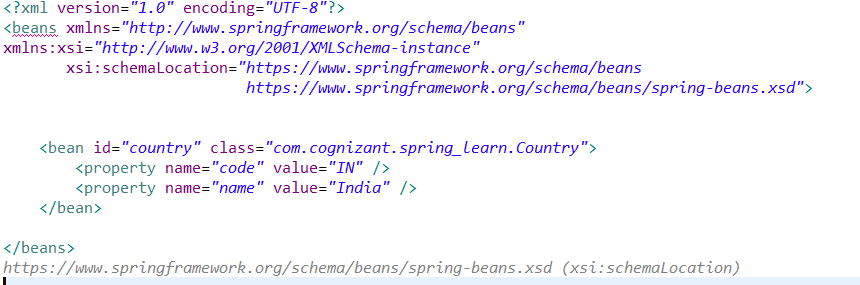 <?xml version="1.0" encoding="UTF-8"?>
<beans xmlns="http://www.springframework.org/schema/beans"
xmlns:xsi="http://www.w3.org/2001/XMLSchema-instance"
xsi:schemaLocation="https://www.springframework.org/schema/beans
https://www.springframework.org/schema/beans/spring-beans.xsd">
<bean id="country" class="com.cognizant.spring_learn.Country">
<property name="code" value="IN" />
<property name="name" value="India" />
</bean>
</beans>
https://www.springframework.org/schema/beans/spring-beans.xsd (xsi:schemaLocation)